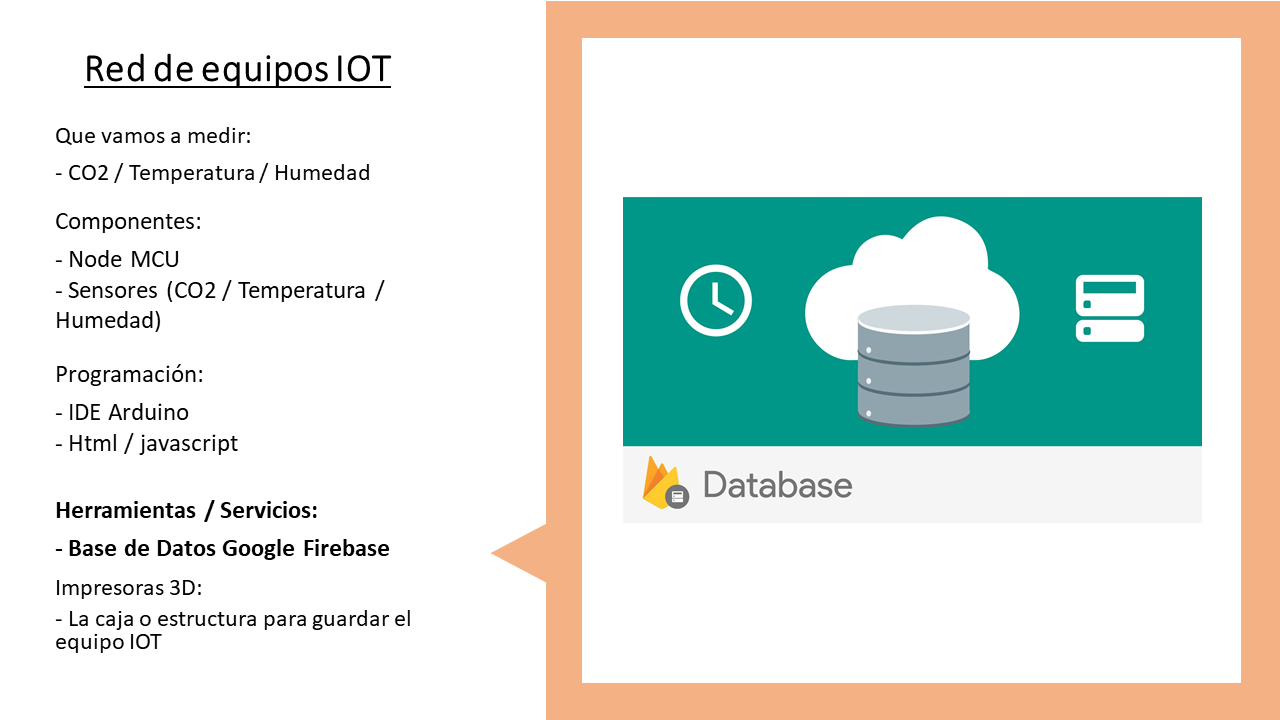 Red de equipos IOT
Que vamos a medir:
- CO2 / Temperatura / Humedad
Componentes:
- Node MCU
- Sensores (CO2 / Temperatura /
Humedad)
Programación:
- IDE Arduino
- Html / javascript
Herramientas / Servicios:
- Base de Datos Google Firebase
Impresoras 3D:
- La caja o estructura para guardar el
equipo IOT
Database